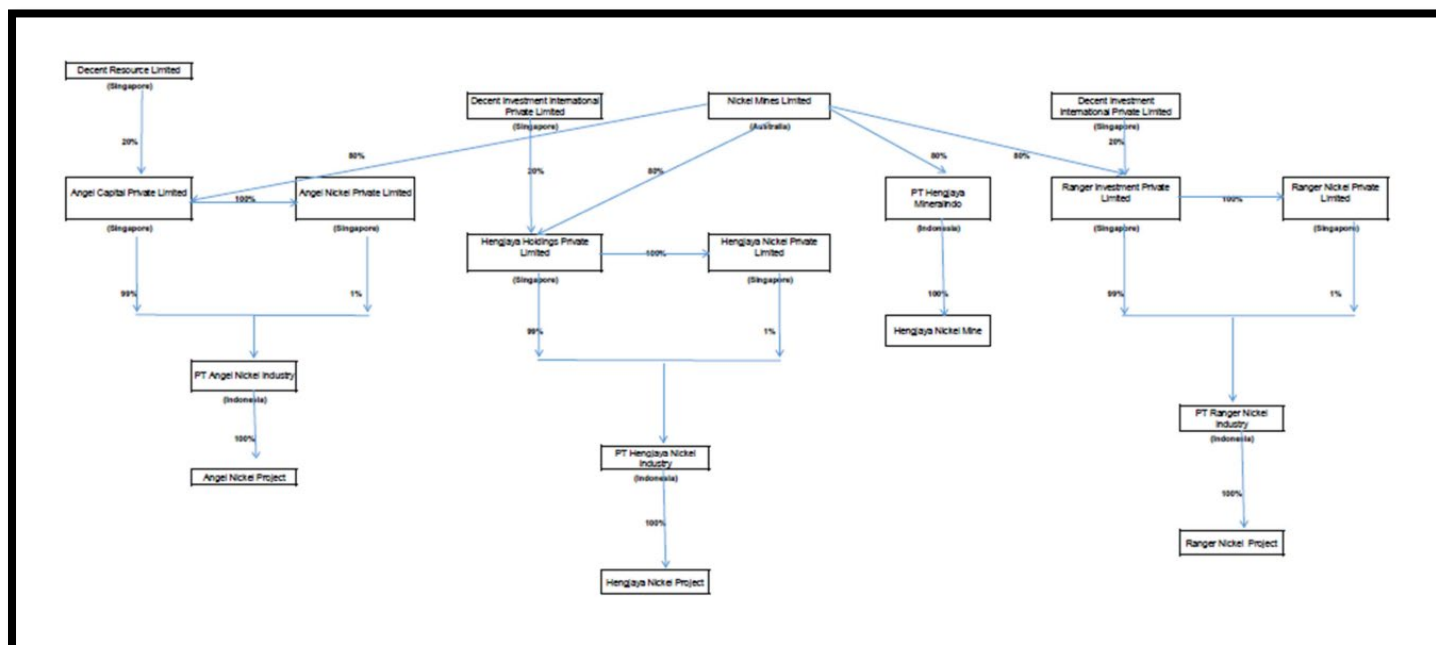 Decent Resource Limited
(Singapore)
Decent Investment International
Private Limited
(Singapore)
Nickel Mines Limited
(Australia)
Decent Investment
International Private Limited
(Singapore)
20%
80%
20%
80%
80%
80%
20%
Angel Capital Private Limited
(Singapore)
100%
Angel Nickel Private Limited
(Singapore)
PT Hengjaya
Mineralindo
(Indonesia)
Ranger Investment Private
Limited
(Singapore)
100%
Ranger Nickel Private
Limited
(Singapore)
Hengjaya Holdings Private
Limited
(Singapore)
100%
Hengjaya Nickel Private
Limited
(Singapore)
99%
1%
100%
99%
1%
Hengjaya Nickel Mine
99%
1%
PT Angel Nickel Industry
(Indonesia)
100%
Angel Nickel Project
PT Ranger Nickel
Industry
(Indonesia)
PT Hengjaya Nickel
Industry
(Indonesia)
100%
Ranger Nickel Project
100%
Hengjaya Nickel Project